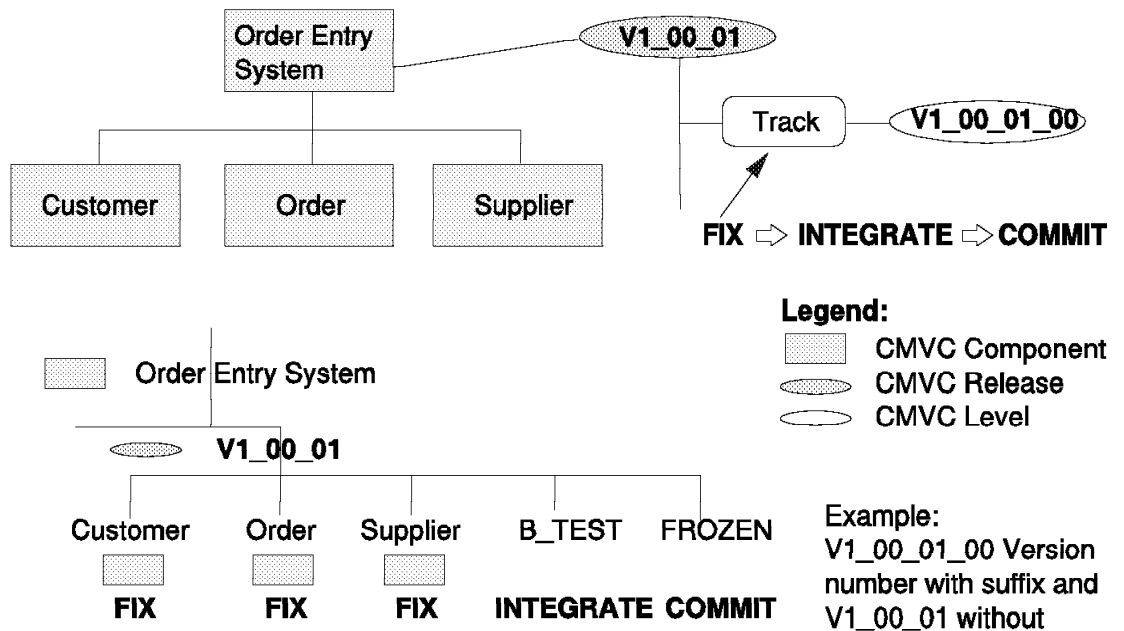 Order Entry
System
V1_00_01
Track
V1_00_01_00
Customer
Order
Supplier
FIX ⇨ INTEGRATE ⇨ COMMIT
Legend:
CMVC Component
CMVC Release
CMVC Level
Order Entry System
V1_00_01
Customer Order Supplier B_TEST FROZEN
FIX FIX FIX INTEGRATE COMMIT
Example:
V1_00_01_00 Version
number with suffix and
V1_00_01 without